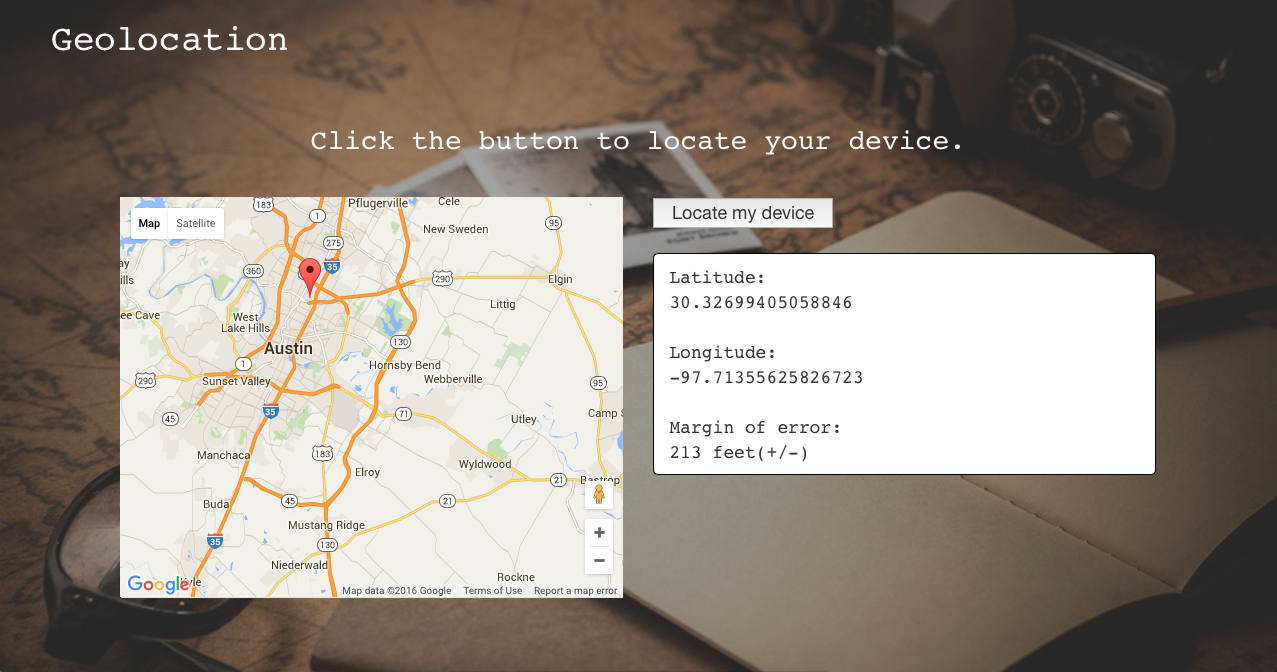 Geolocation
Click the button to locate your device.
Map Satellite
183
1
Pflugerville
Cele
95
New Sweden
275
35
360
290
Elgin
Littig
ee Cave
West
Lake Hills
Austin
130
1
Hornsby Bend
290
Sunset Valley
Webberville
95
35
45
71
Camp
Utley
183
Manchaca
Wyldwood
Elroy
21
Bastrop
Buda
45
21
Mustang Ridge
35
130
Niederwald
Rockne
+
−
Google
Map data ©2016 Google Terms of Use Report a map error
Locate my device
Latitude:
30.32699405058846
Longitude:
-97.71355625826723
Margin of error:
213 feet(+/-)